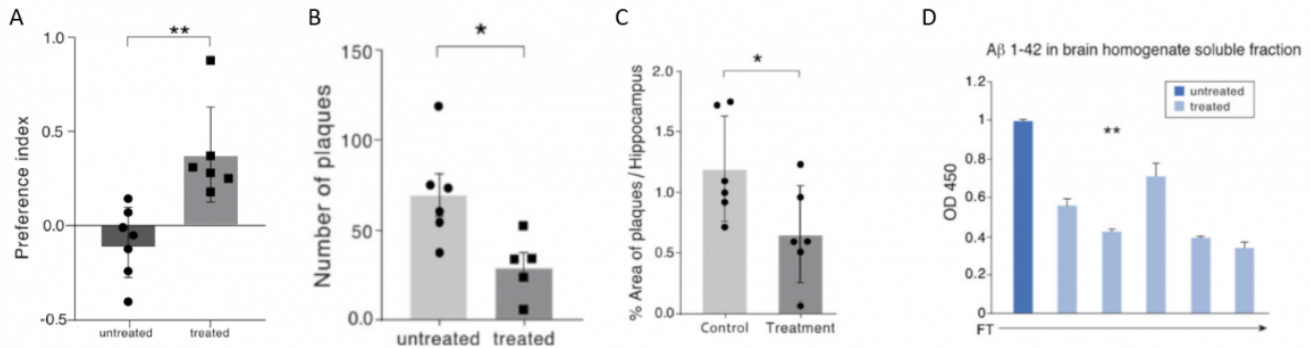 A
Preference index
1.0
0.5
0.0
-0.5
**
untreated
treated
B
Number of plaques
150
100
50
0.0
*
untreated
treated
C
% Area of plaques / Hippocampus
2.0
1.5
1.0
0.5
0.0
*
Control
Treatment
D
Aβ 1-42 in brain homogenate soluble fraction
OD 450
1.2
1
0.8
0.6
0.4
0.2
0
untreated
treated
**
FT